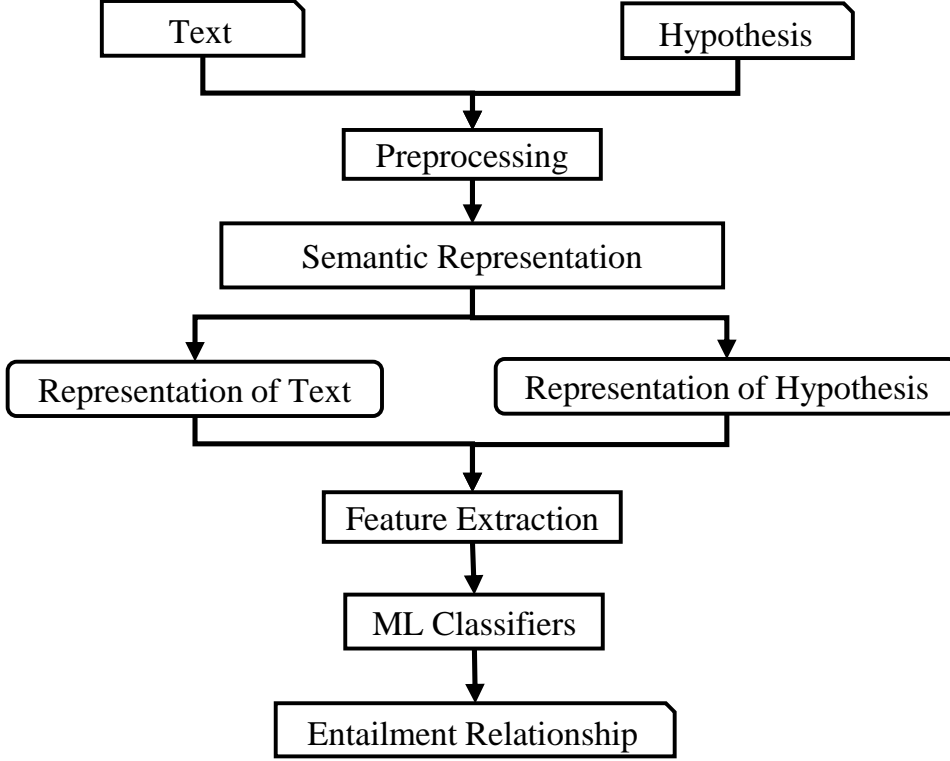 Text
Hypothesis
Preprocessing
Semantic Representation
Representation of Text
Representation of Hypothesis
Feature Extraction
ML Classifiers
Entailment Relationship